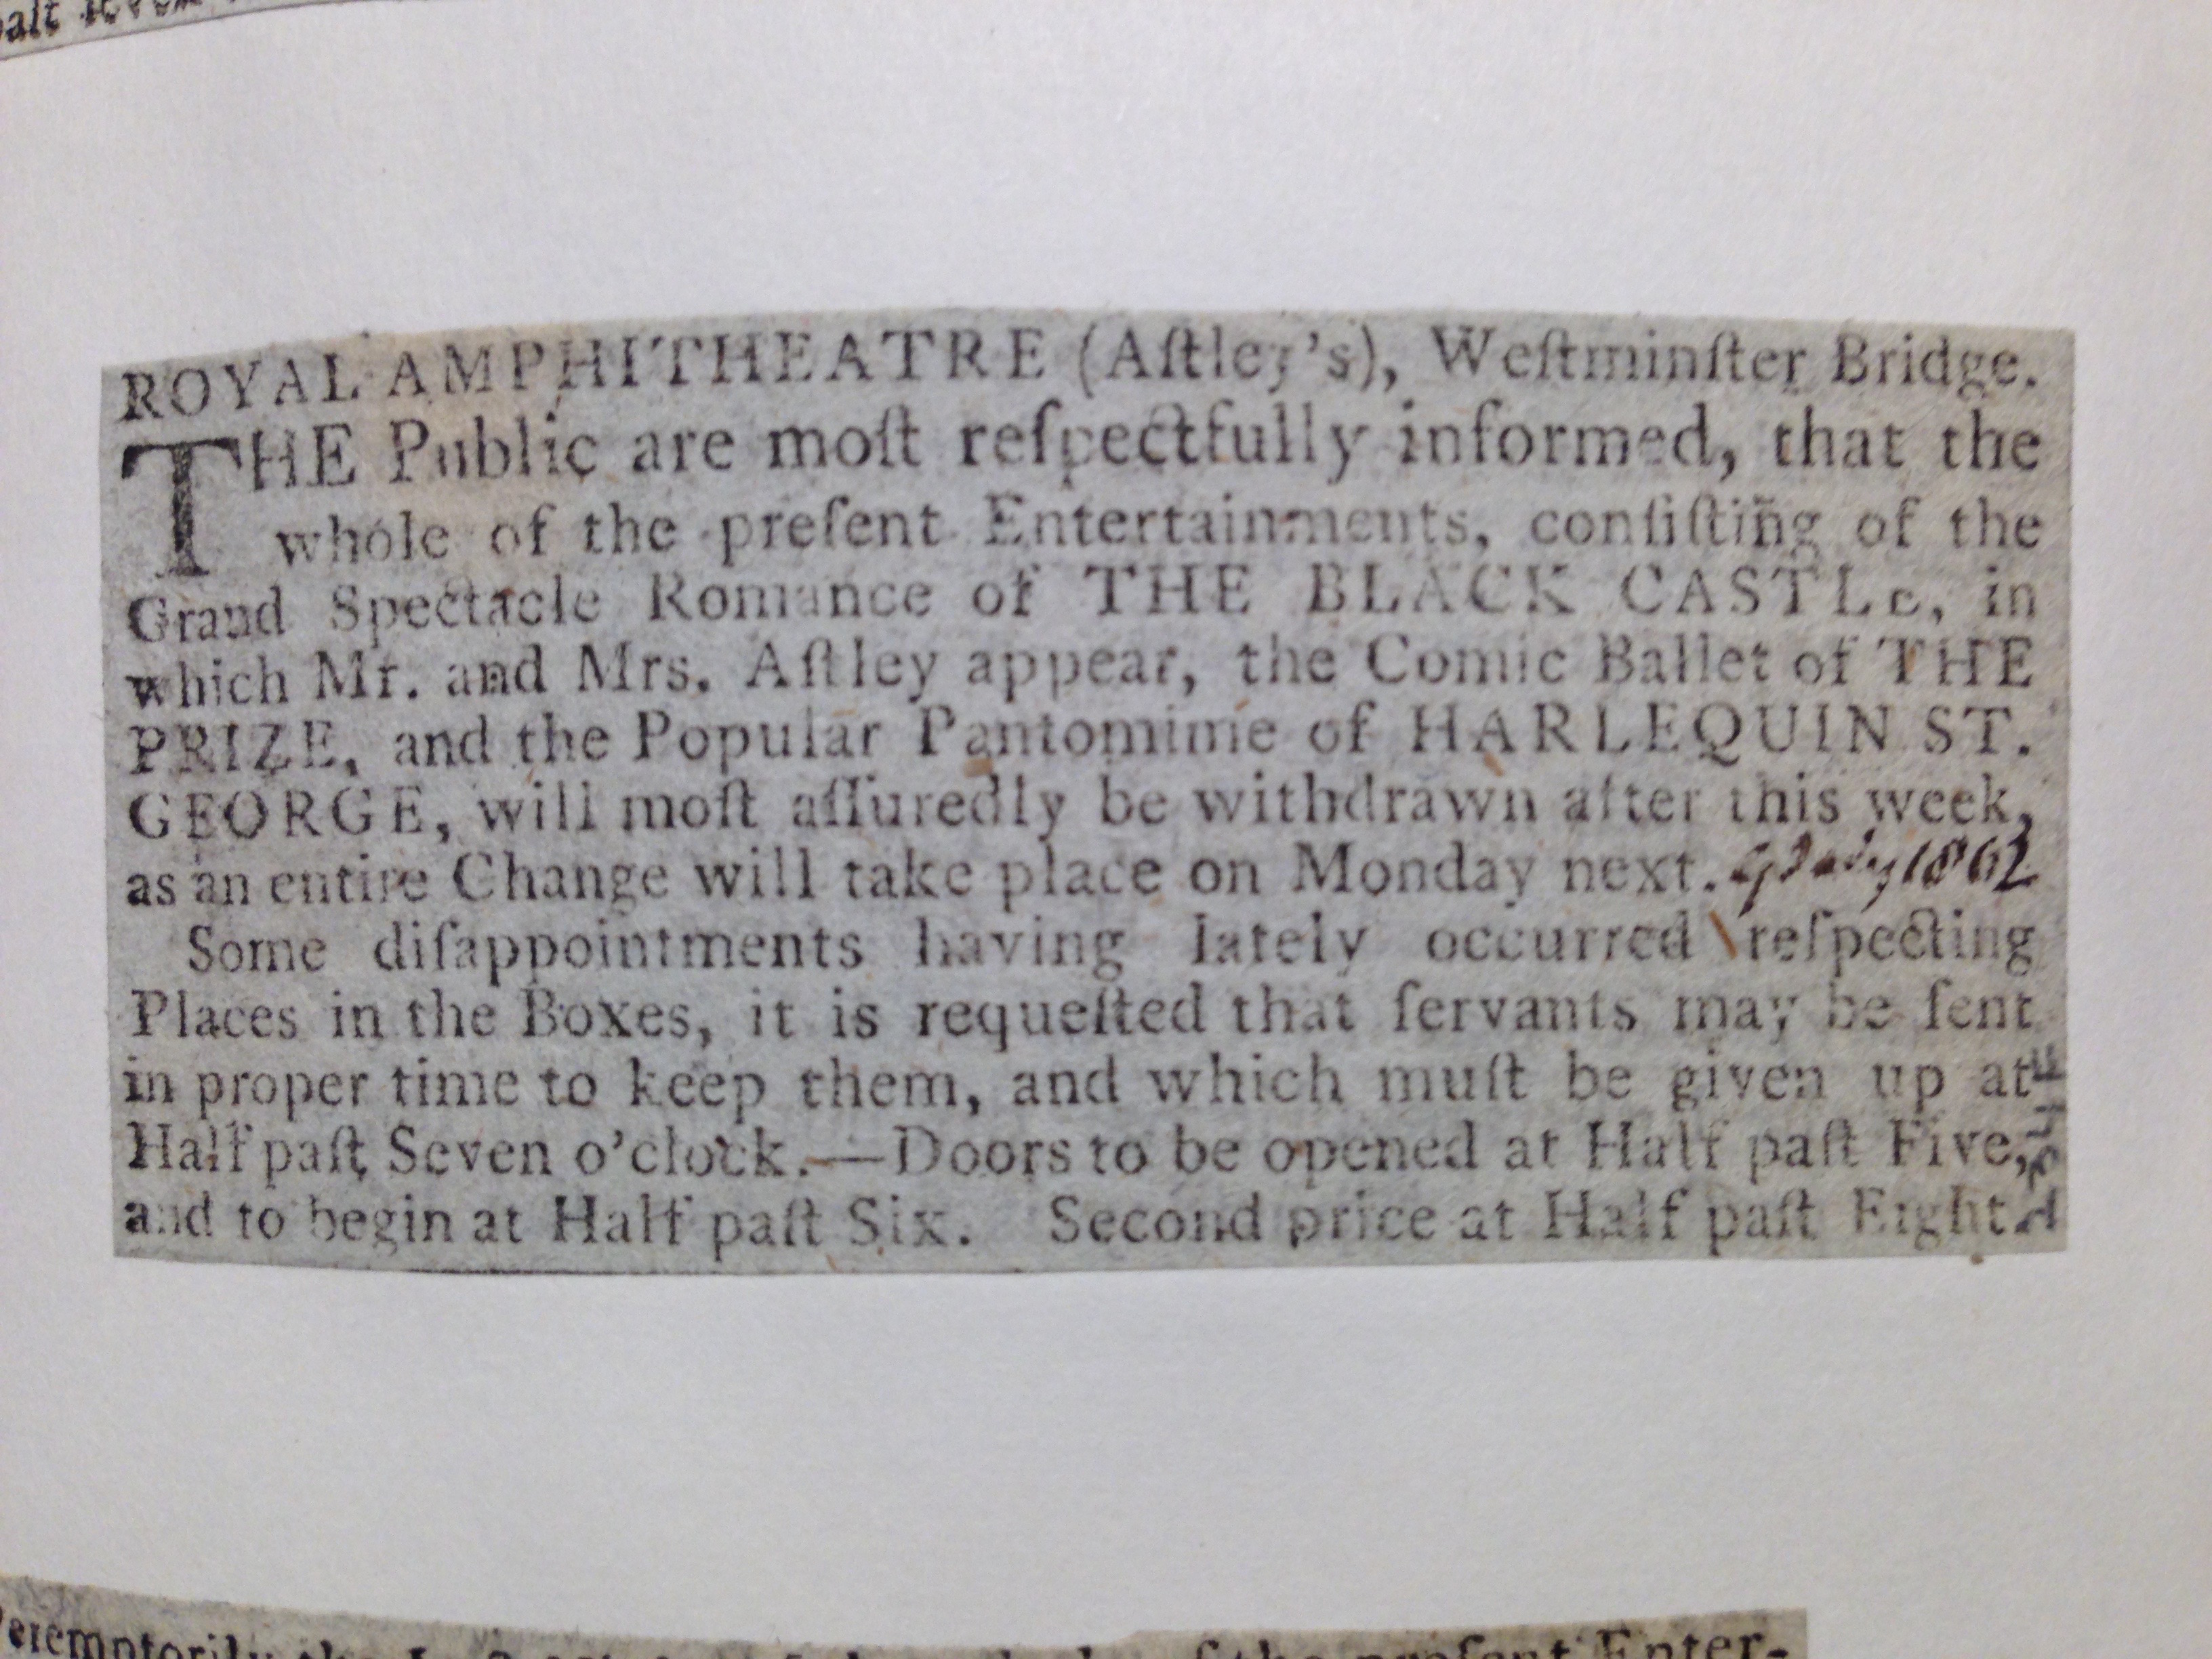 ROYAL AMPHITHEATRE (Aſtley's), Weſtminſter Bridge.
THE Public are moſt reſpectfully informed, that the
whole of the preſent Entertainments, conſiſting of the
Grand Spectacle Romance of THE BLACK CASTLE, in
which Mr. and Mrs. Aſtley appear, the Comic Ballet of THE
PRIZE, and the Popular Pantomime of HARLEQUIN ST.
GEORGE, will moſt aſſuredly be withdrawn after this week,
as an entire Change will take place on Monday next. 1802
Some diſappointments having lately occurred reſpecting
Places in the Boxes, it is requeſted that ſervants may be ſent
in proper time to keep them, and which muſt be given up at
Half paſt Seven o'clock.—Doors to be opened at Half paſt Five,
and to begin at Half paſt Six. Second price at Half paſt Eight.
of the preſent Enter-